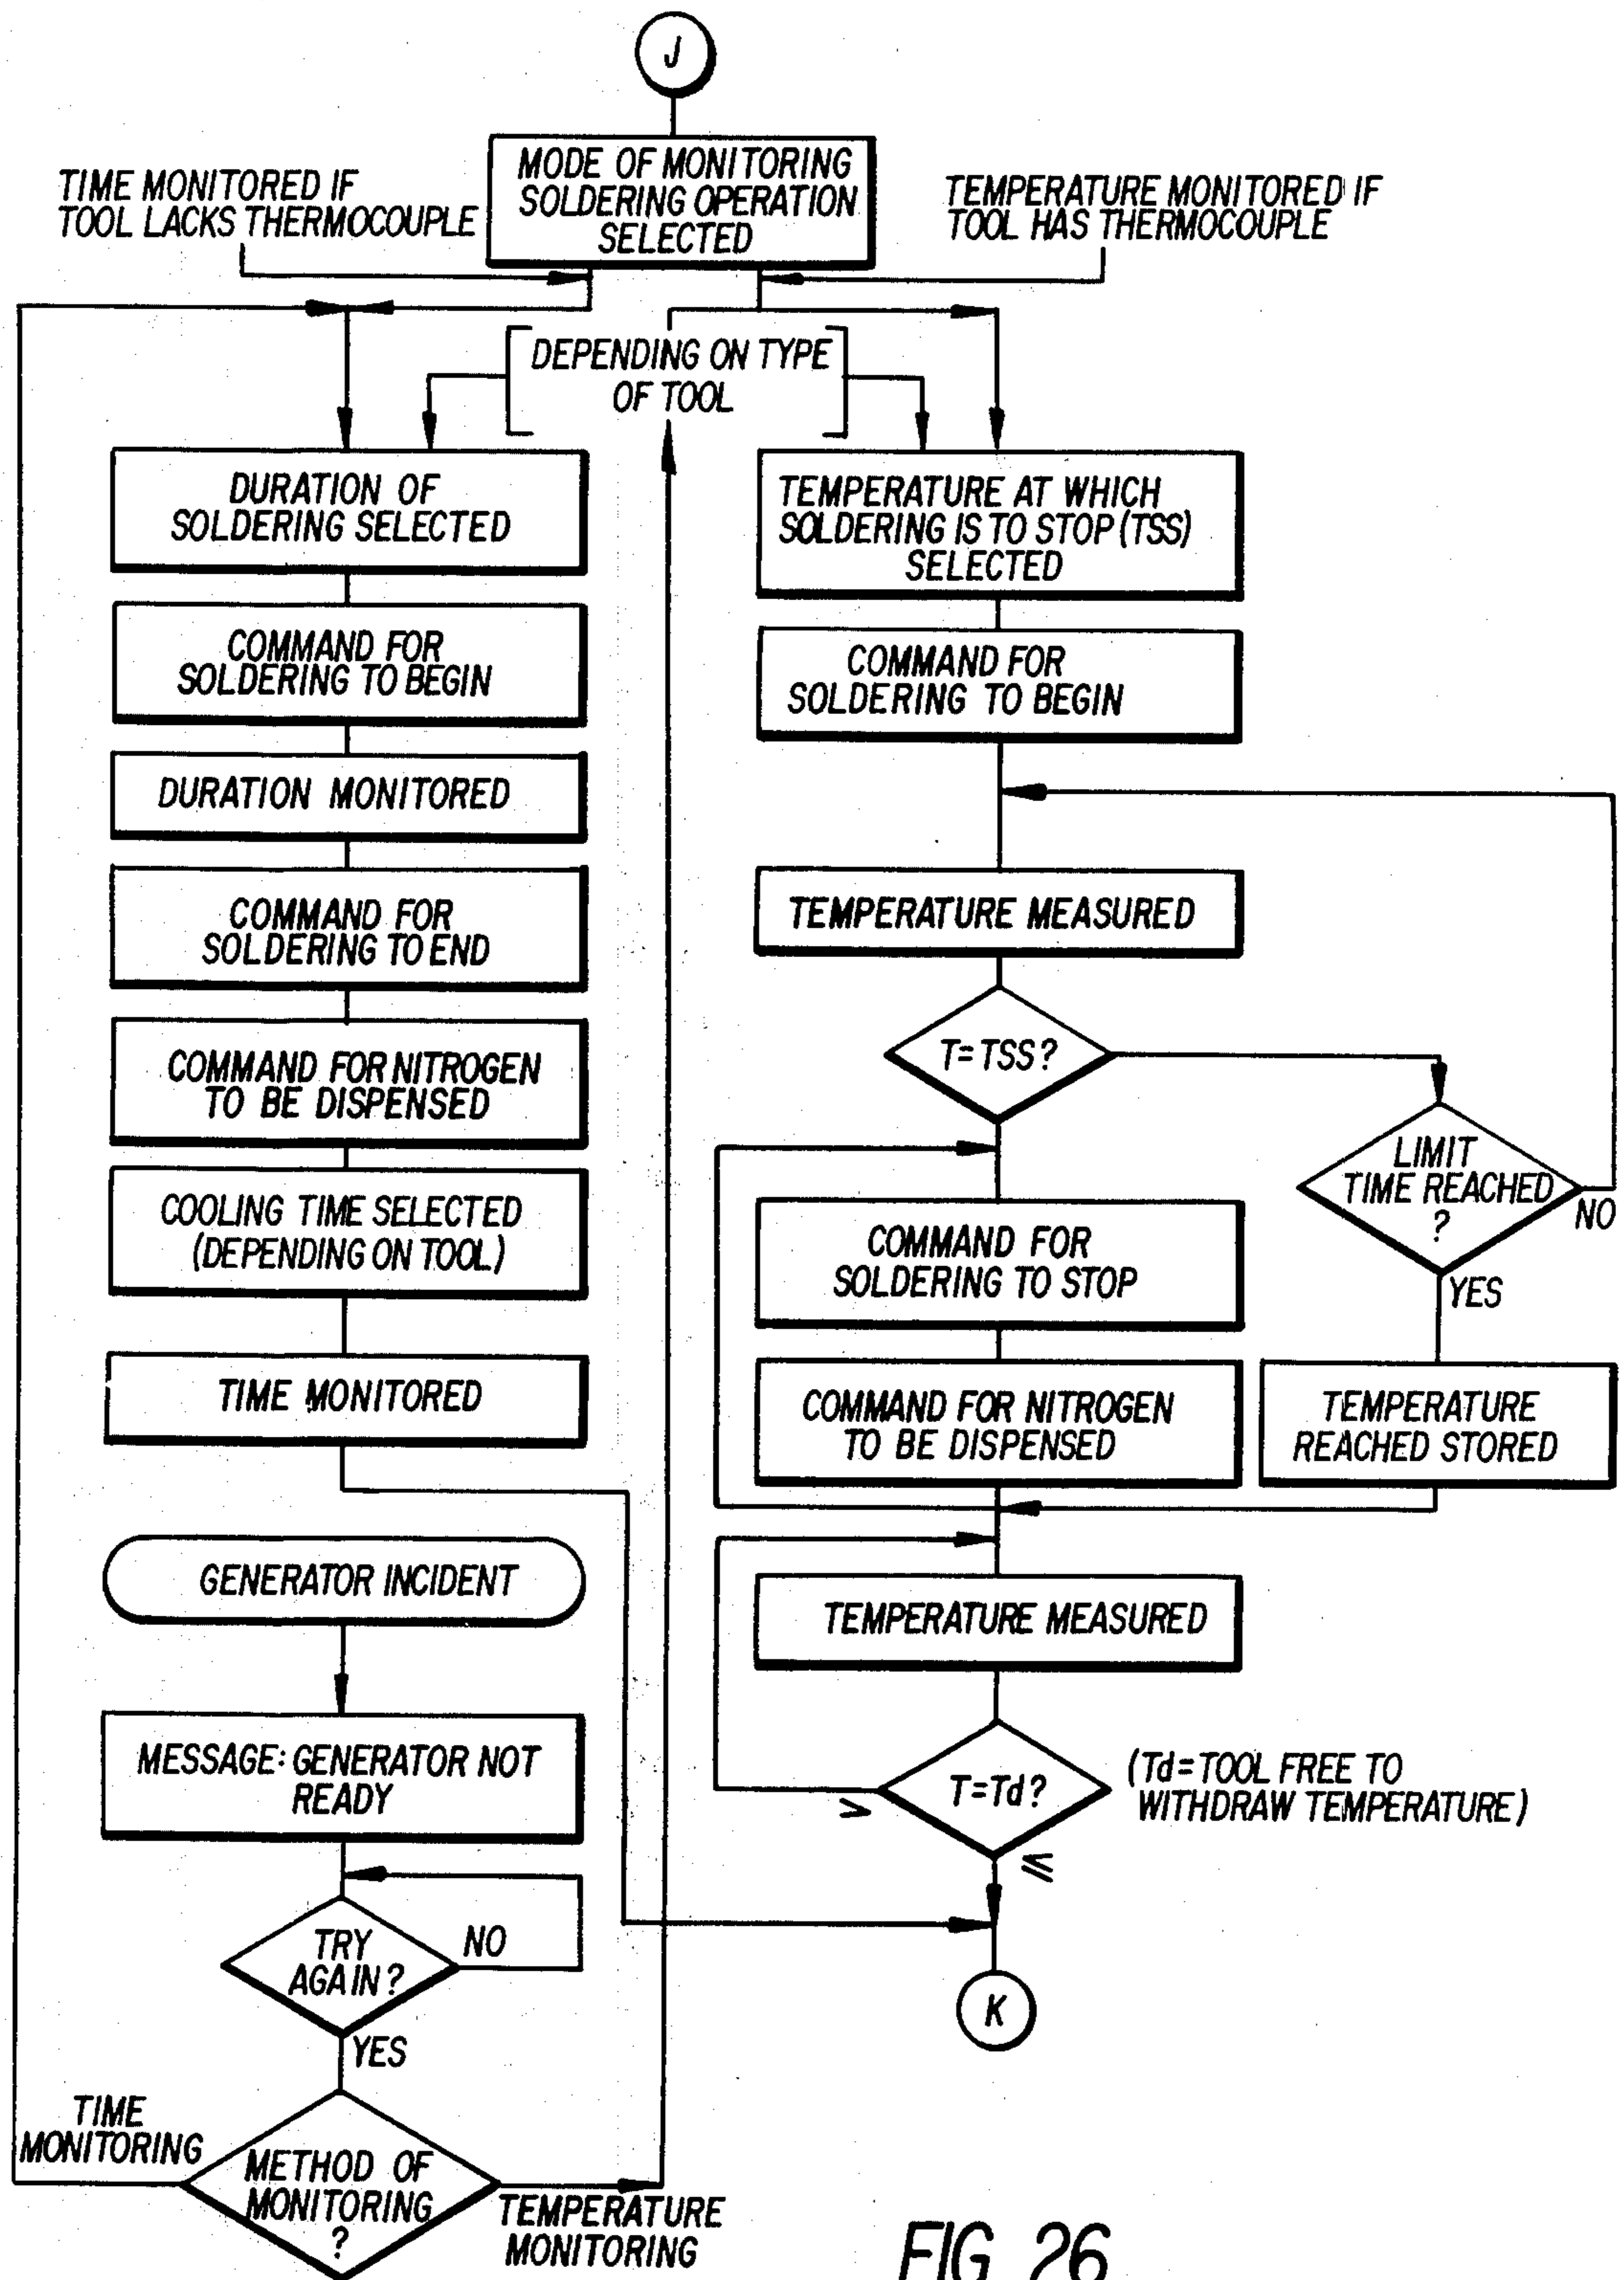 J
MODE OF MONITORING
SOLDERING OPERATION
SELECTED
TIME MONITORED IF
TOOL LACKS THERMOCOUPLE
TEMPERATURE MONITORED IF
TOOL HAS THERMOCOUPLE
DEPENDING ON TYPE
OF TOOL
DURATION OF
SOLDERING SELECTED
COMMAND FOR
SOLDERING TO BEGIN
DURATION MONITORED
COMMAND FOR
SOLDERING TO END
COMMAND FOR NITROGEN
TO BE DISPENSED
COOLING TIME SELECTED
(DEPENDING ON TOOL)
TIME MONITORED
GENERATOR INCIDENT
MESSAGE: GENERATOR NOT
READY
TRY
AGAIN?
NO
YES
METHOD OF
MONITORING
?
TIME
MONITORING
TEMPERATURE
MONITORING
TEMPERATURE AT WHICH
SOLDERING IS TO STOP (TSS)
SELECTED
COMMAND FOR
SOLDERING TO BEGIN
TEMPERATURE MEASURED
T=TSS?
LIMIT
TIME REACHED
?
NO
YES
TEMPERATURE
REACHED STORED
COMMAND FOR
SOLDERING TO STOP
COMMAND FOR NITROGEN
TO BE DISPENSED
TEMPERATURE MEASURED
T=Td?
>
≤
(Td=TOOL FREE TO
WITHDRAW TEMPERATURE)
K
FIG 26